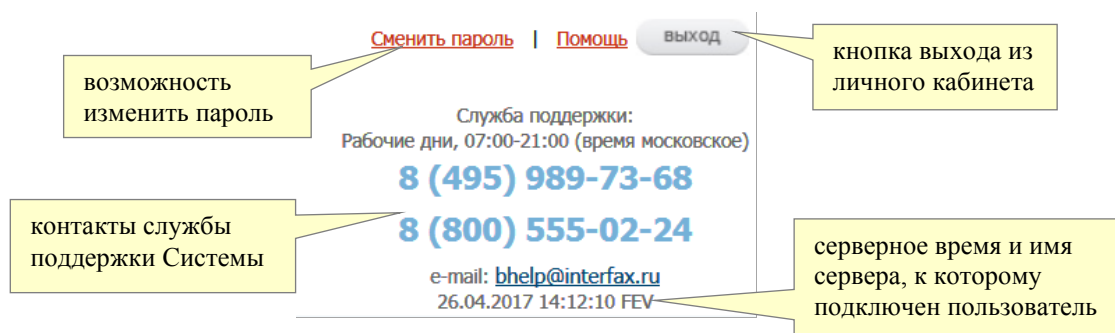 Сменить пароль | Помощь выход
возможность
изменить пароль
кнопка выхода из
личного кабинета
Служба поддержки:
Рабочие дни, 07:00-21:00 (время московское)
8 (495) 989-73-68
8 (800) 555-02-24
контакты службы
поддержки Системы
e-mail: bhelp@interfax.ru
26.04.2017 14:12:10 FEV
серверное время и имя
сервера, к которому
подключен пользователь